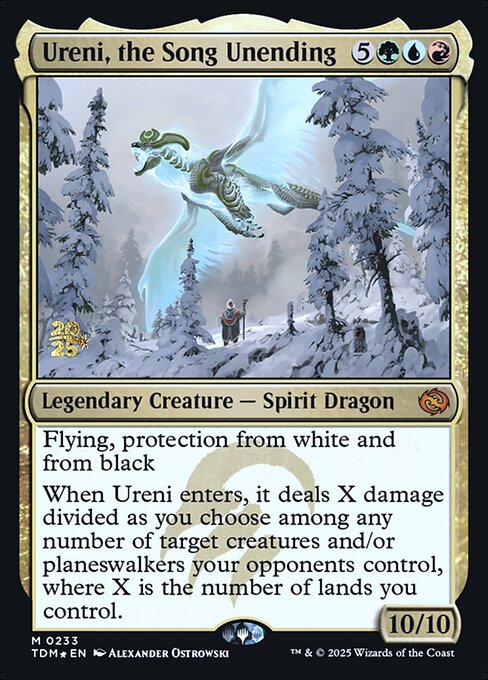 Ureni, the Song Unending 5
2025
Legendary Creature — Spirit Dragon
Flying, protection from white and
from black
When Ureni enters, it deals X damage
divided as you choose among any
number of target creatures and/or
planeswalkers your opponents control,
where X is the number of lands you
control.
10/10
M 0233
TDM★EN Alexander Ostrowski ™ & © 2025 Wizards of the Coast